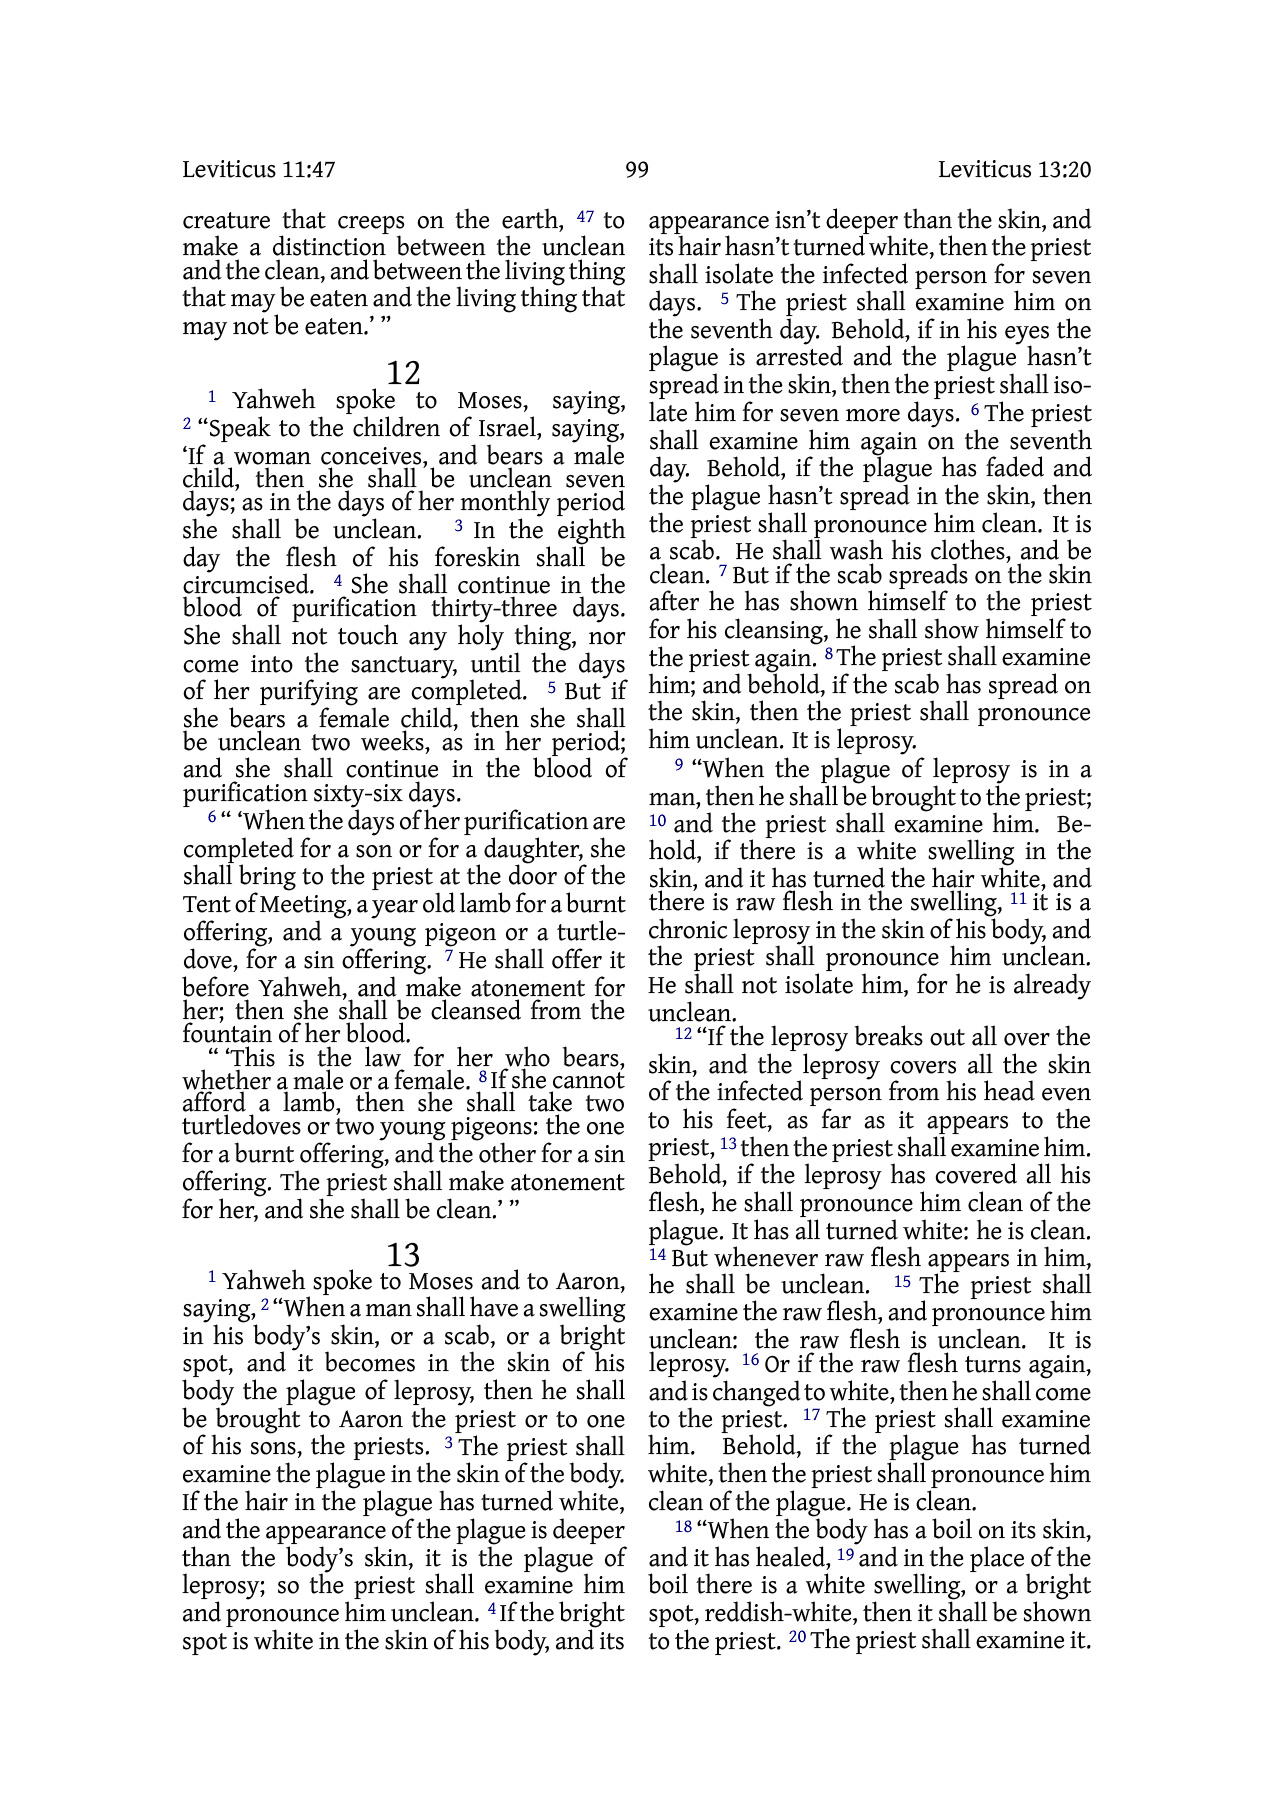 Leviticus 11:47 99 Leviticus 13:20
creature that creeps on the earth, 47 to
make a distinction between the unclean
and the clean, and between the living thing
that may be eaten and the living thing that
may not be eaten.’ ”
12
1 Yahweh spoke to Moses, saying,
2 “Speak to the children of Israel, saying,
‘If a woman conceives, and bears a male
child, then she shall be unclean seven
days; as in the days of her monthly period
she shall be unclean. 3 In the eighth
day the flesh of his foreskin shall be
circumcised. 4 She shall continue in the
blood of purification thirty-three days.
She shall not touch any holy thing, nor
come into the sanctuary, until the days
of her purifying are completed. 5 But if
she bears a female child, then she shall
be unclean two weeks, as in her period;
and she shall continue in the blood of
purification sixty-six days.
6 “ ‘When the days of her purification are
completed for a son or for a daughter, she
shall bring to the priest at the door of the
Tent of Meeting, a year old lamb for a burnt
offering, and a young pigeon or a turtle-
dove, for a sin offering. 7 He shall offer it
before Yahweh, and make atonement for
her; then she shall be cleansed from the
fountain of her blood.
“ ‘This is the law for her who bears,
whether a male or a female. 8 If she cannot
afford a lamb, then she shall take two
turtledoves or two young pigeons: the one
for a burnt offering, and the other for a sin
offering. The priest shall make atonement
for her, and she shall be clean.’ ”
13
1 Yahweh spoke to Moses and to Aaron,
saying, 2 “When a man shall have a swelling
in his body’s skin, or a scab, or a bright
spot, and it becomes in the skin of his
body the plague of leprosy, then he shall
be brought to Aaron the priest or to one
of his sons, the priests. 3 The priest shall
examine the plague in the skin of the body.
If the hair in the plague has turned white,
and the appearance of the plague is deeper
than the body’s skin, it is the plague of
leprosy; so the priest shall examine him
and pronounce him unclean. 4 If the bright
spot is white in the skin of his body, and its
appearance isn’t deeper than the skin, and
its hair hasn’t turned white, then the priest
shall isolate the infected person for seven
days. 5 The priest shall examine him on
the seventh day. Behold, if in his eyes the
plague is arrested and the plague hasn’t
spread in the skin, then the priest shall iso-
late him for seven more days. 6 The priest
shall examine him again on the seventh
day. Behold, if the plague has faded and
the plague hasn’t spread in the skin, then
the priest shall pronounce him clean. It is
a scab. He shall wash his clothes, and be
clean. 7 But if the scab spreads on the skin
after he has shown himself to the priest
for his cleansing, he shall show himself to
the priest again. 8 The priest shall examine
him; and behold, if the scab has spread on
the skin, then the priest shall pronounce
him unclean. It is leprosy.
9 “When the plague of leprosy is in a
man, then he shall be brought to the priest;
10 and the priest shall examine him. Be-
hold, if there is a white swelling in the
skin, and it has turned the hair white, and
there is raw flesh in the swelling, 11 it is a
chronic leprosy in the skin of his body, and
the priest shall pronounce him unclean.
He shall not isolate him, for he is already
unclean.
12 “If the leprosy breaks out all over the
skin, and the leprosy covers all the skin
of the infected person from his head even
to his feet, as far as it appears to the
priest, 13 then the priest shall examine him.
Behold, if the leprosy has covered all his
flesh, he shall pronounce him clean of the
plague. It has all turned white: he is clean.
14 But whenever raw flesh appears in him,
he shall be unclean. 15 The priest shall
examine the raw flesh, and pronounce him
unclean: the raw flesh is unclean. It is
leprosy. 16 Or if the raw flesh turns again,
and is changed to white, then he shall come
to the priest. 17 The priest shall examine
him. Behold, if the plague has turned
white, then the priest shall pronounce him
clean of the plague. He is clean.
18 “When the body has a boil on its skin,
and it has healed, 19 and in the place of the
boil there is a white swelling, or a bright
spot, reddish-white, then it shall be shown
to the priest. 20 The priest shall examine it.